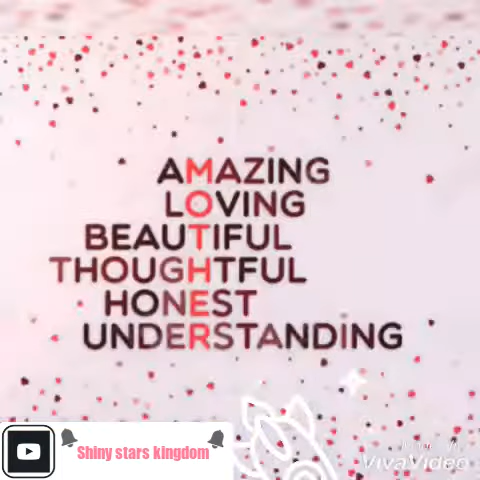 AMAZING
LOVING
BEAUTIFUL
THOUGHTFUL
HONEST
UNDERSTANDING
Shiny stars kingdom
VivaVideo